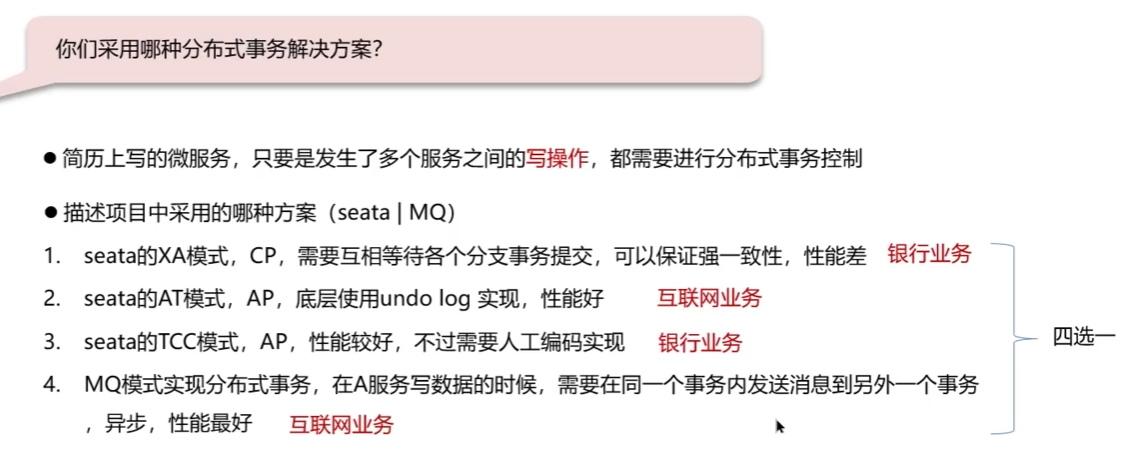 你们采用哪种分布式事务解决方案?
● 简历上写的微服务，只要是发生了多个服务之间的写操作，都需要进行分布式事务控制
● 描述项目中采用的哪种方案（seata | MQ）
1. seata的XA模式，CP，需要互相等待各个分支事务提交，可以保证强一致性，性能差 银行业务
2. seata的AT模式，AP，底层使用undo log 实现，性能好 互联网业务
3. seata的TCC模式，AP，性能较好，不过需要人工编码实现 银行业务
4. MQ模式实现分布式事务，在A服务写数据的时候，需要在同一个事务内发送消息到另外一个事务
，异步，性能最好 互联网业务
四选一